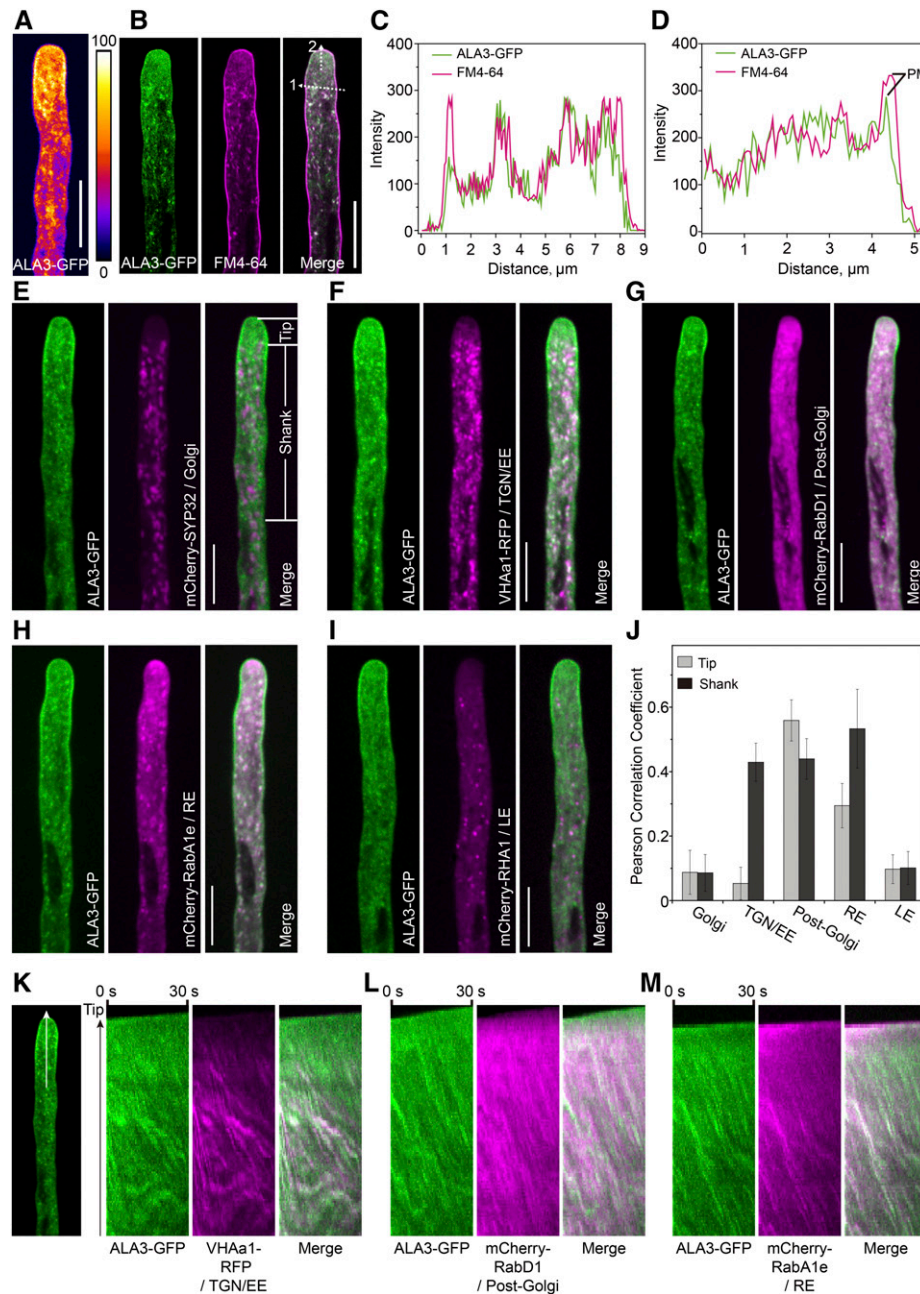 A
100
0
ALA3-GFP
B
2
1
ALA3-GFP
FM4-64
Merge
C
400
300
200
100
0
Intensity
ALA3-GFP
FM4-64
0 1 2 3 4 5 6 7 8 9
Distance, µm
D
400
300
200
100
0
Intensity
ALA3-GFP
FM4-64
0 1 2 3 4 5
Distance, µm
E
ALA3-GFP
mCherry-SYP32 / Golgi
Tip
Shank
Merge
F
ALA3-GFP
VHAa1-RFP / TGN/EE
Merge
G
ALA3-GFP
mCherry-RabD1 / Post-Golgi
Merge
H
ALA3-GFP
mCherry-RabA1e / RE
Merge
I
ALA3-GFP
mCherry-RHA1 / LE
Merge
J
Tip
Shank
Pearson Correlation Coefficient
0.6
0.4
0.2
0
Golgi
TGN/EE
Post-Golgi
RE
LE
K
0 s 30 s
Tip
ALA3-GFP
VHAa1-
RFP
/ TGN/EE
Merge
L
30 s
ALA3-GFP
mCherry-
RabD1
/ Post-Golgi
Merge
M
0 s 30 s
ALA3-GFP
mCherry-
RabA1e
/ RE
Merge